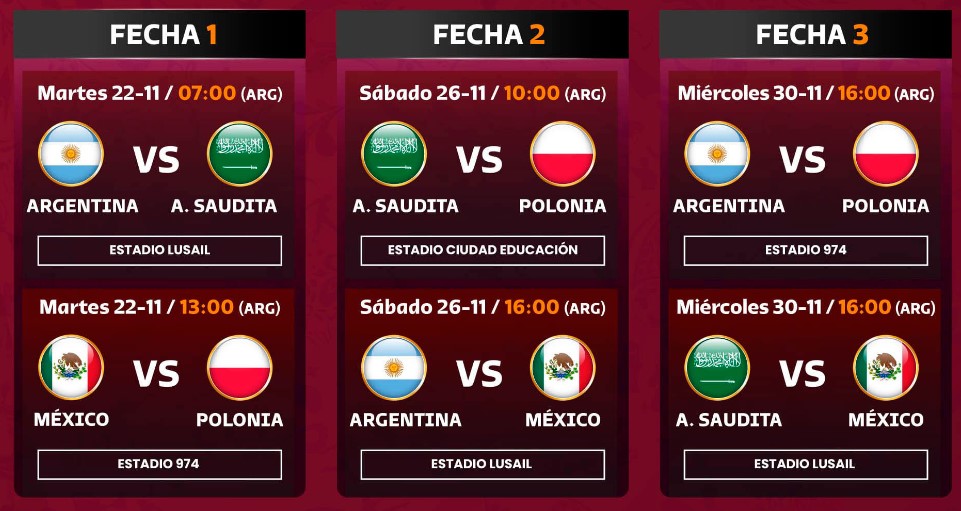 FECHA 1
Martes 22-11 / 07:00 (ARG)
VS
ARGENTINA A. SAUDITA
ESTADIO LUSAIL
Martes 22-11 / 13:00 (ARG)
VS
MÉXICO POLONIA
ESTADIO 974
FECHA 2
Sábado 26-11 / 10:00 (ARG)
VS
A. SAUDITA POLONIA
ESTADIO CIUDAD EDUCACIÓN
Sábado 26-11 / 16:00 (ARG)
VS
ARGENTINA MÉXICO
ESTADIO LUSAIL
FECHA 3
Miércoles 30-11 / 16:00 (ARG)
VS
ARGENTINA POLONIA
ESTADIO 974
Miércoles 30-11 / 16:00 (ARG)
VS
A. SAUDITA MÉXICO
ESTADIO LUSAIL